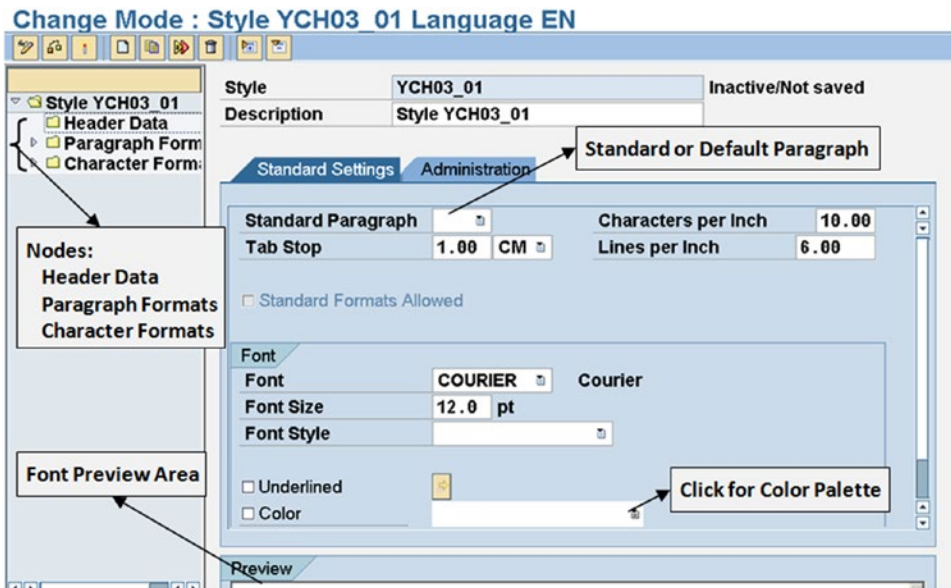 Change Mode : Style YCH03_01 Language EN
Style YCH03_01
Header Data
Paragraph Form
Character Form
Nodes:
Header Data
Paragraph Formats
Character Formats
Font Preview Area
Style YCH03_01 Inactive/Not saved
Description Style YCH03_01
Standard or Default Paragraph
Standard Settings Administration
Standard Paragraph Characters per Inch 10.00
Tab Stop 1.00 CM Lines per Inch 6.00
Standard Formats Allowed
Font
Font COURIER Courier
Font Size 12.0 pt
Font Style
Underlined
Click for Color Palette
Color
Preview